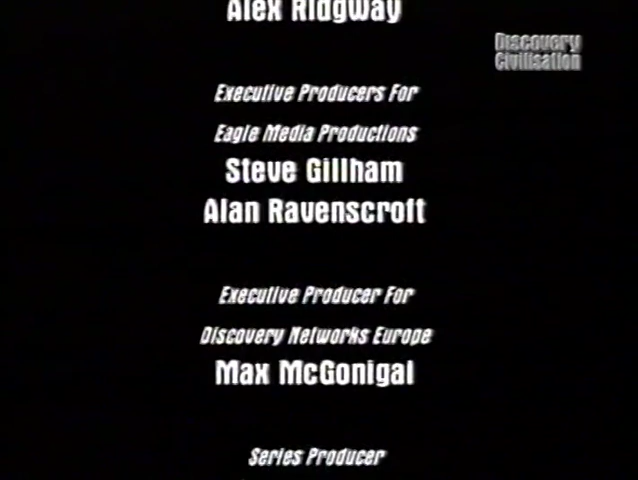 Alex Ridgway
Discovery
Civilisation
Executive Producers For
Eagle Media Productions
Steve Gillham
Alan Ravenscroft
Executive Producer For
Discovery Networks Europe
Max McGonigal
Series Producer